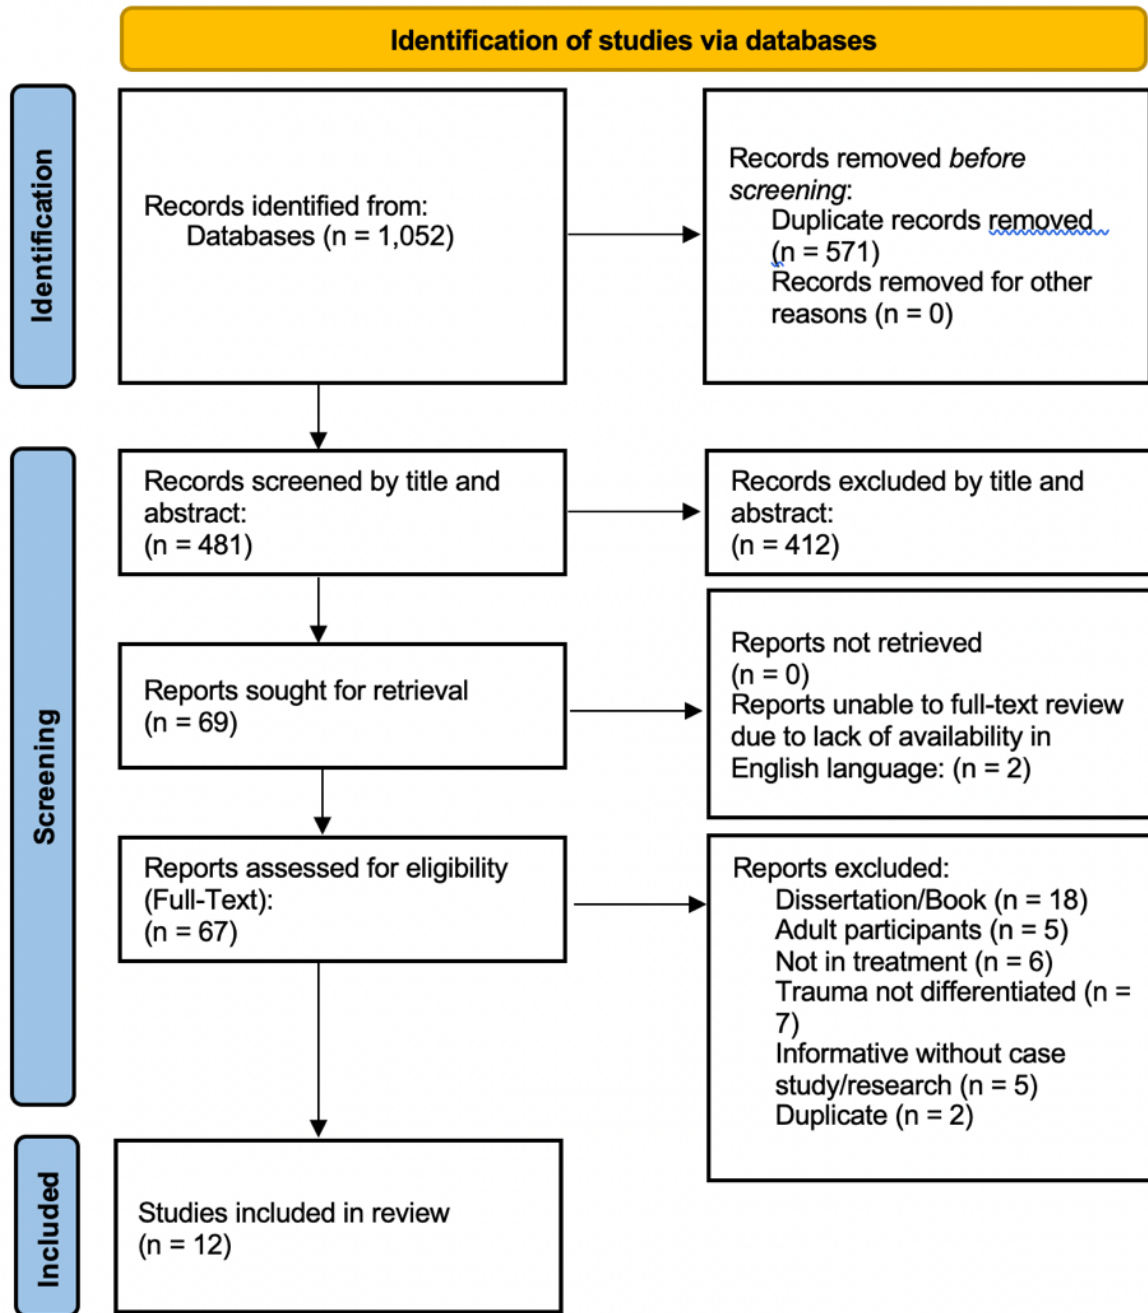 Identification of studies via databases
Identification
Records identified from:
Databases (n = 1,052)
Records removed before
screening:
Duplicate records removed
(n = 571)
Records removed for other
reasons (n = 0)
Screening
Records screened by title and
abstract:
(n = 481)
Records excluded by title and
abstract:
(n = 412)
Reports sought for retrieval
(n = 69)
Reports not retrieved
(n = 0)
Reports unable to full-text review
due to lack of availability in
English language: (n = 2)
Reports assessed for eligibility
(Full-Text):
(n = 67)
Reports excluded:
Dissertation/Book (n = 18)
Adult participants (n = 5)
Not in treatment (n = 6)
Trauma not differentiated (n =
7)
Informative without case
study/research (n = 5)
Duplicate (n = 2)
Included
Studies included in review
(n = 12)